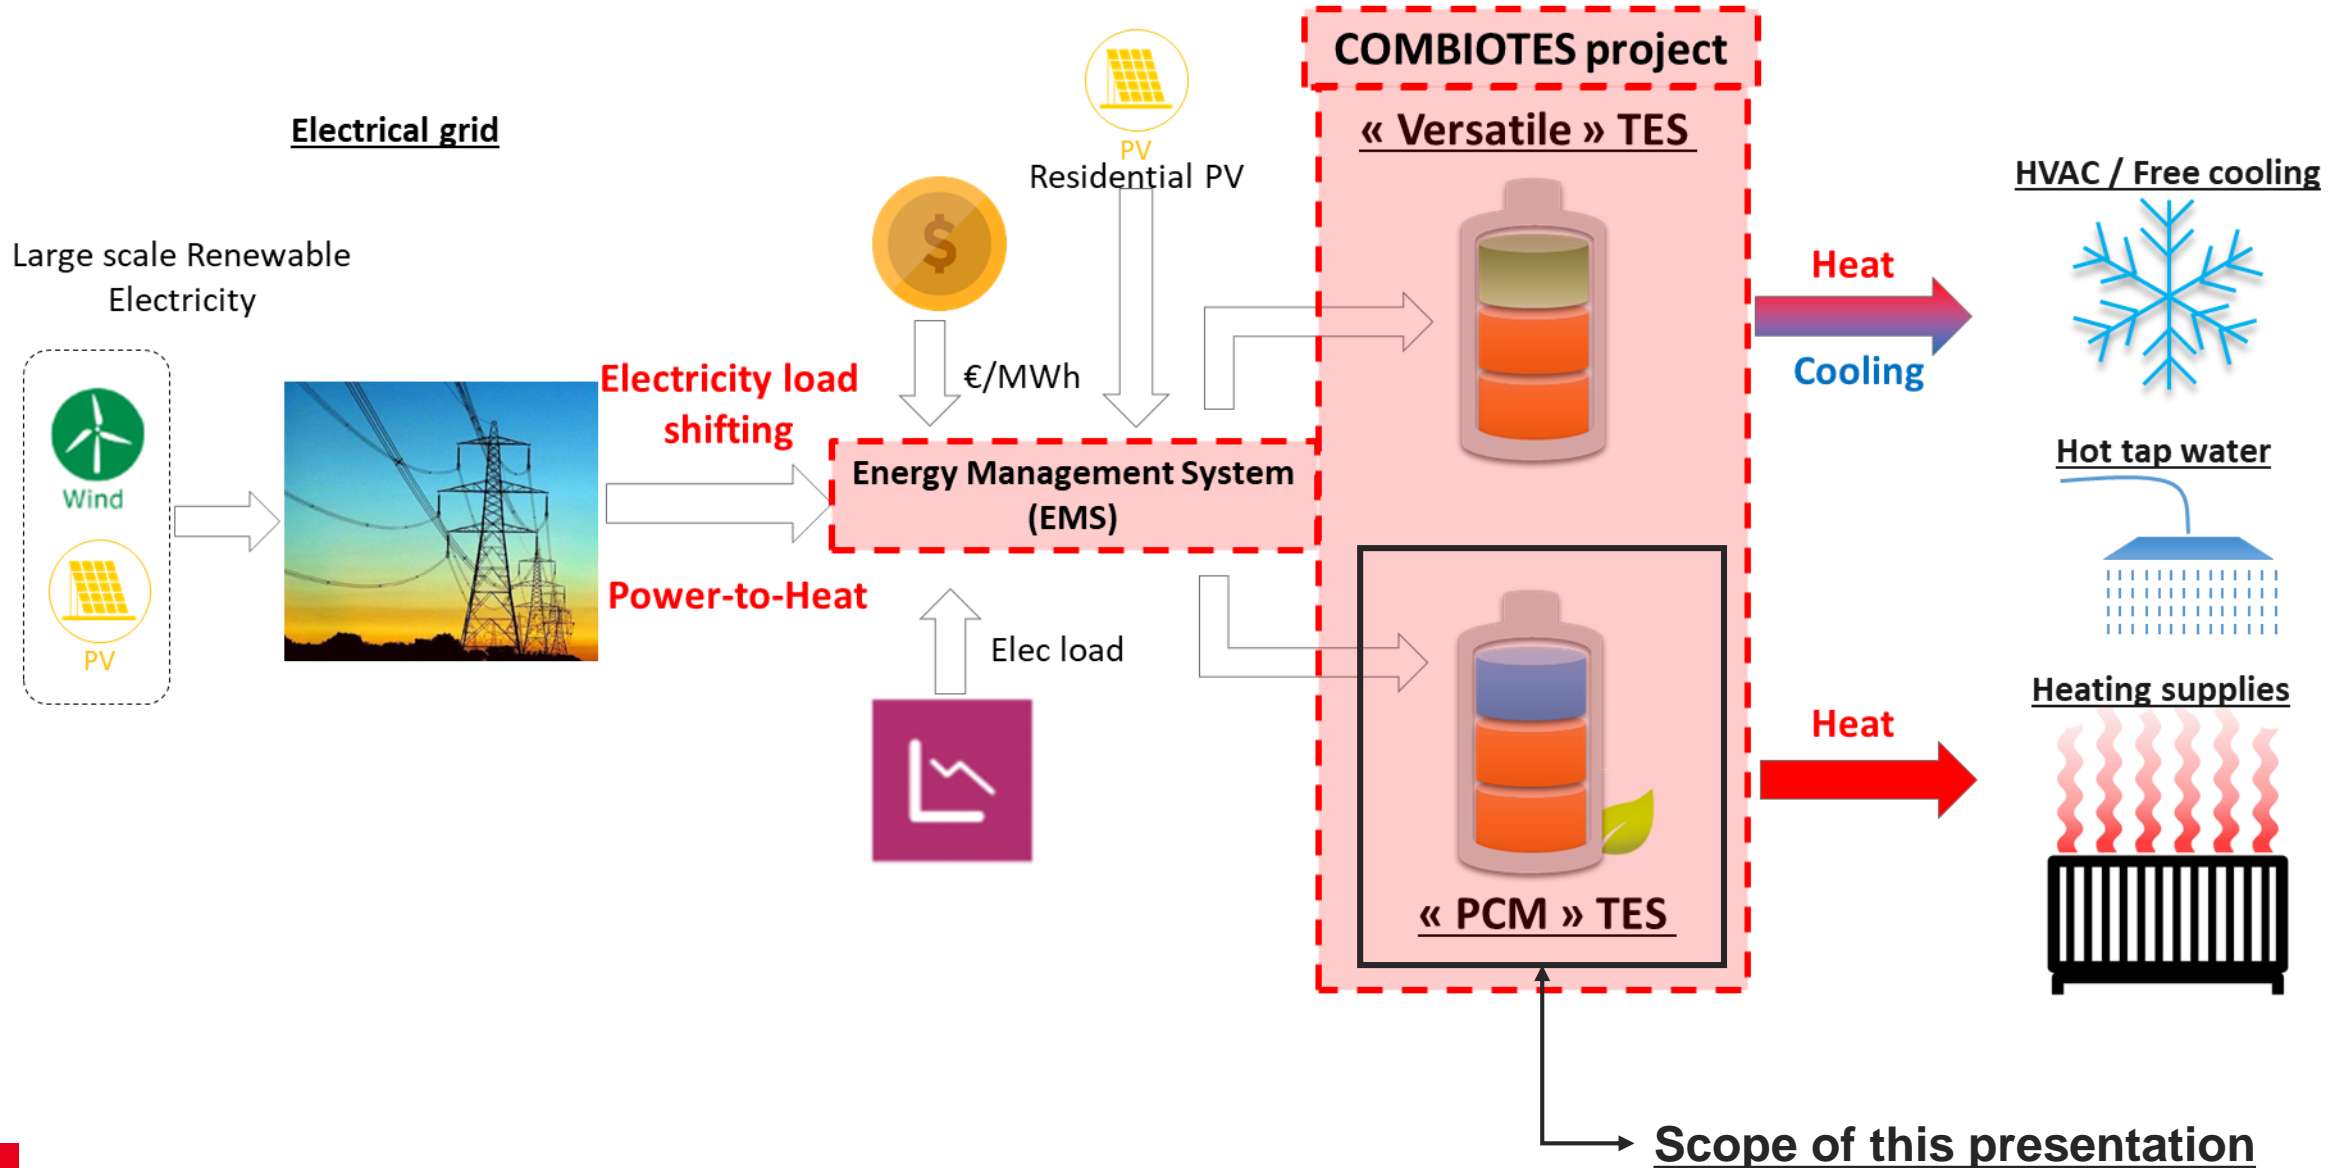 COMBIOTES project
Electrical grid
« Versatile » TES
PV
Residential PV
HVAC / Free cooling
$
Large scale Renewable
Electricity
Heat
€/MWh
Electricity load
shifting
Cooling
Wind
Energy Management System
(EMS)
Hot tap water
Power-to-Heat
PV
Elec load
Heating supplies
Heat
« PCM » TES
Scope of this presentation